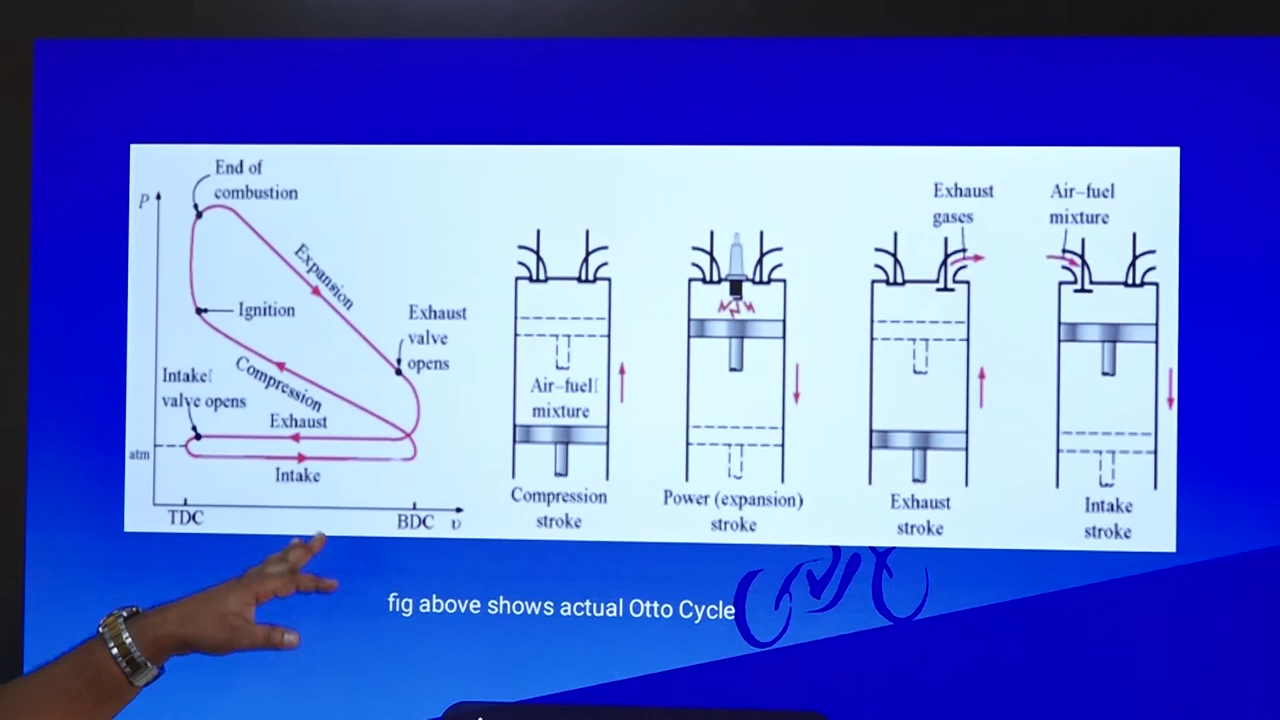 End of
combustion
P
Expansion
Ignition
Exhaust
valve
opens
Compression
Intake
valve opens
Exhaust
atm
Intake
TDC
BDC
υ
Air–fuel
mixture
Compression
stroke
Power (expansion)
stroke
Exhaust
gases
Exhaust
stroke
Air–fuel
mixture
Intake
stroke
fig above shows actual Otto Cycle